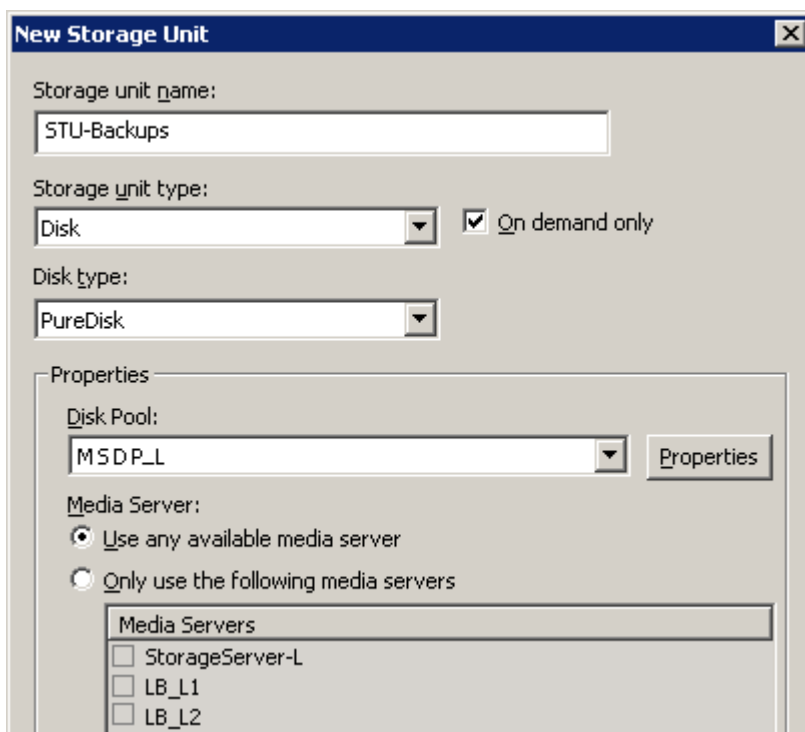 New Storage Unit
Storage unit name:
STU-Backups
Storage unit type:
Disk
On demand only
Disk type:
PureDisk
Properties
Disk Pool:
MSDP_L
Properties
Media Server:
Use any available media server
Only use the following media servers
Media Servers
StorageServer-L
LB_L1
LB_L2